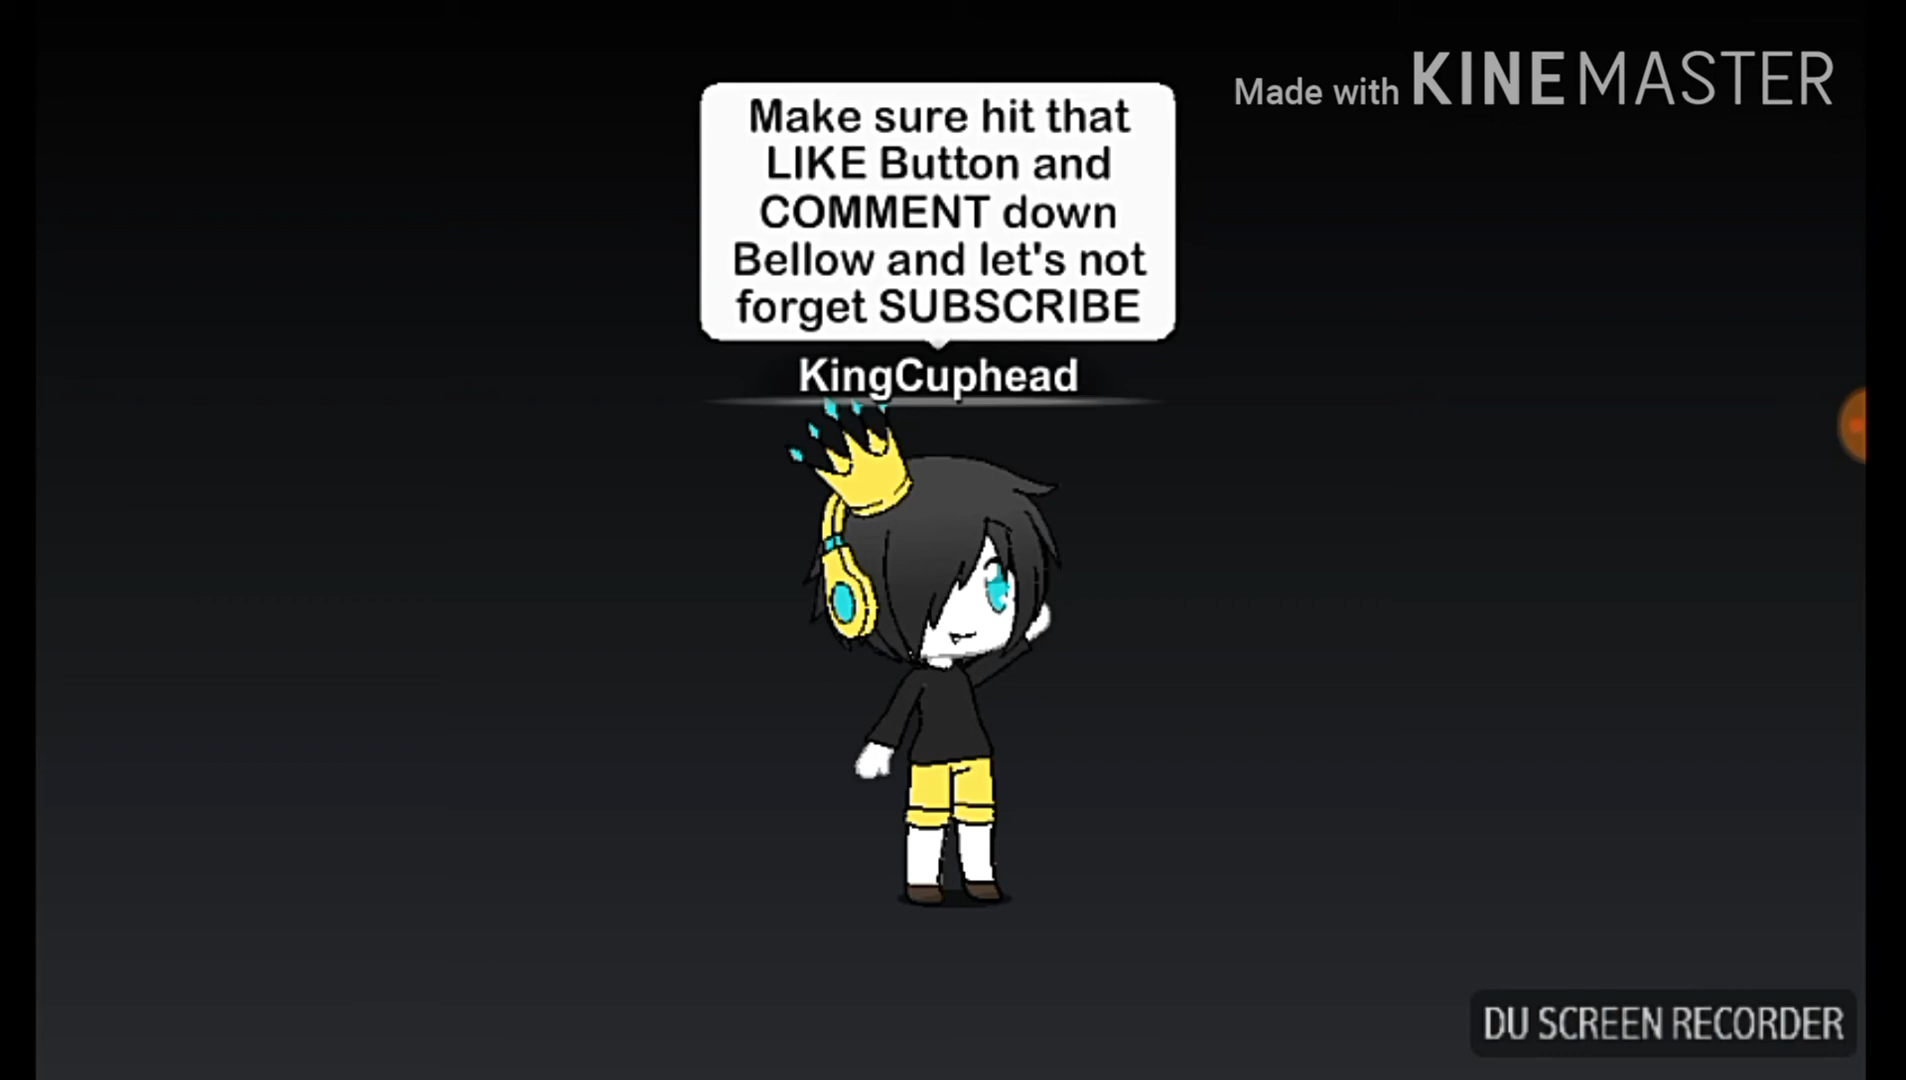 Made with KINEMASTER
Make sure hit that
LIKE Button and
COMMENT down
Bellow and let's not
forget SUBSCRIBE
KingCuphead
DU SCREEN RECORDER